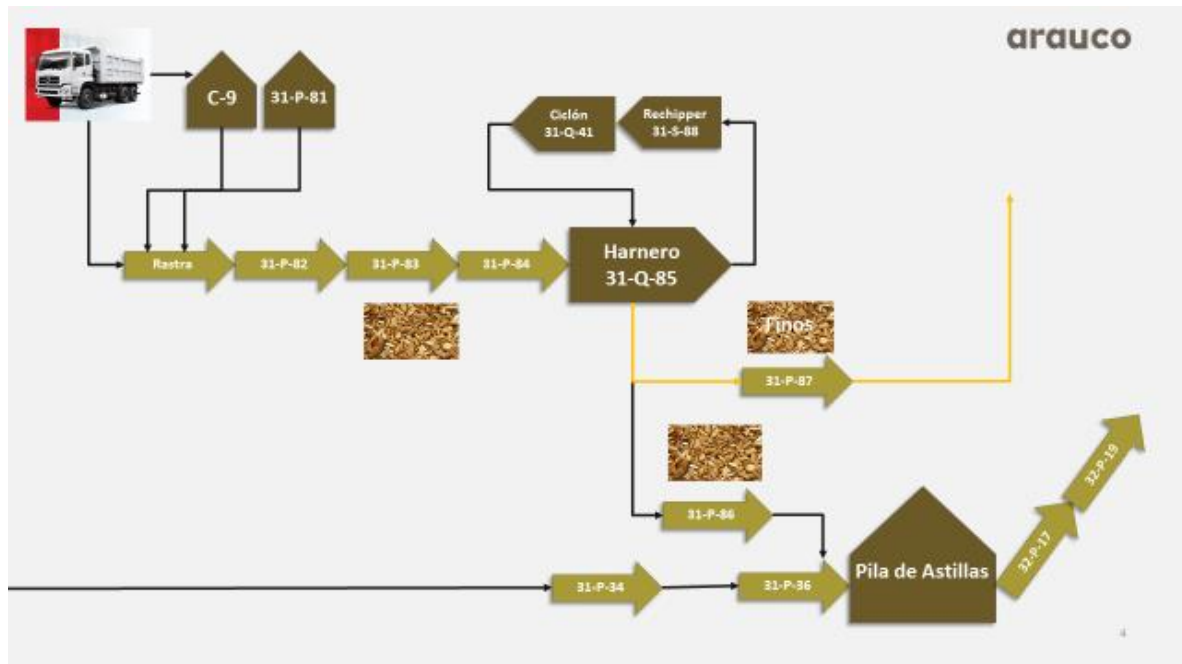 arauco
C-9
31-P-81
Ciclón
31-Q-41
Rechipper
31-S-88
Rastra
31-P-82
31-P-83
31-P-84
Harnero
31-Q-85
Finos
31-P-87
31-P-86
31-P-34
31-P-36
Pila de Astillas
32-P-17
32-P-19
4